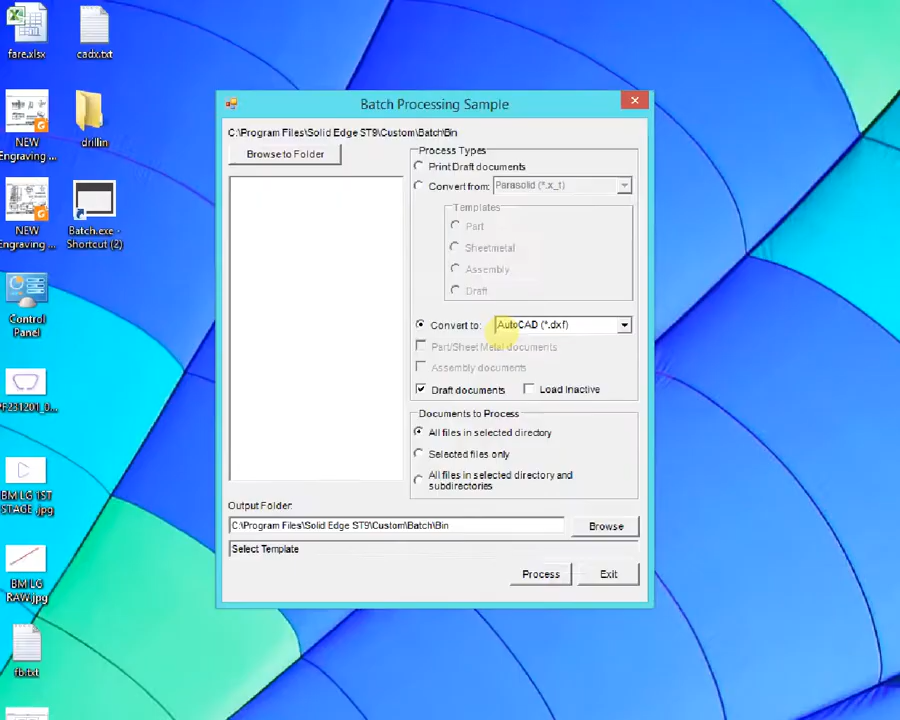 fare.xlsx
cadx.txt
NEW
Engraving ...
drillin
NEW
Engraving ...
Batch.exe -
Shortcut (2)
Control
Panel
BM LG 1ST
STAGE .jpg
BM LG
RAW.jpg
fb.txt
Batch Processing Sample
C:\Program Files\Solid Edge ST9\Custom\Batch\Bin
Browse to Folder
Process Types
Print Draft documents
Convert from:
Parasolid (*.x_t)
Templates
Part
Sheetmetal
Assembly
Draft
Convert to:
AutoCAD (*.dxf)
Part/Sheet Metal documents
Assembly documents
Draft documents
Load Inactive
Documents to Process
All files in selected directory
Selected files only
All files in selected directory and
subdirectories
Output Folder:
C:\Program Files\Solid Edge ST9\Custom\Batch\Bin
Browse
Select Template
Process
Exit